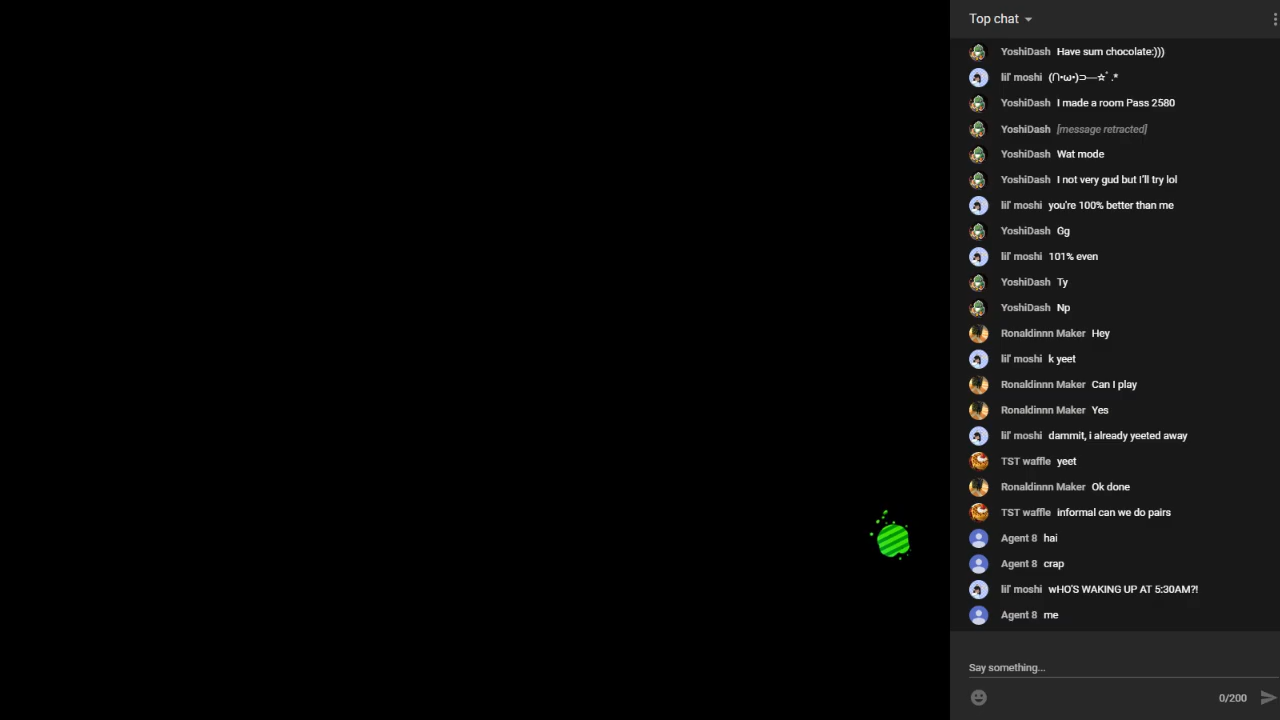 Top chat
YoshiDash Have sum chocolate:)))
lil' moshi (∩•ω•)⊃—☆ﾟ.*
YoshiDash I made a room Pass 2580
YoshiDash [message retracted]
YoshiDash Wat mode
YoshiDash I not very gud but I'll try lol
lil' moshi you're 100% better than me
YoshiDash Gg
lil' moshi 101% even
YoshiDash Ty
YoshiDash Np
Ronaldinnn Maker Hey
lil' moshi k yeet
Ronaldinnn Maker Can I play
Ronaldinnn Maker Yes
lil' moshi dammit, i already yeeted away
TST waffle yeet
Ronaldinnn Maker Ok done
TST waffle informal can we do pairs
Agent 8 hai
Agent 8 crap
lil' moshi wHO'S WAKING UP AT 5:30AM?!
Agent 8 me
Say something...
0/200